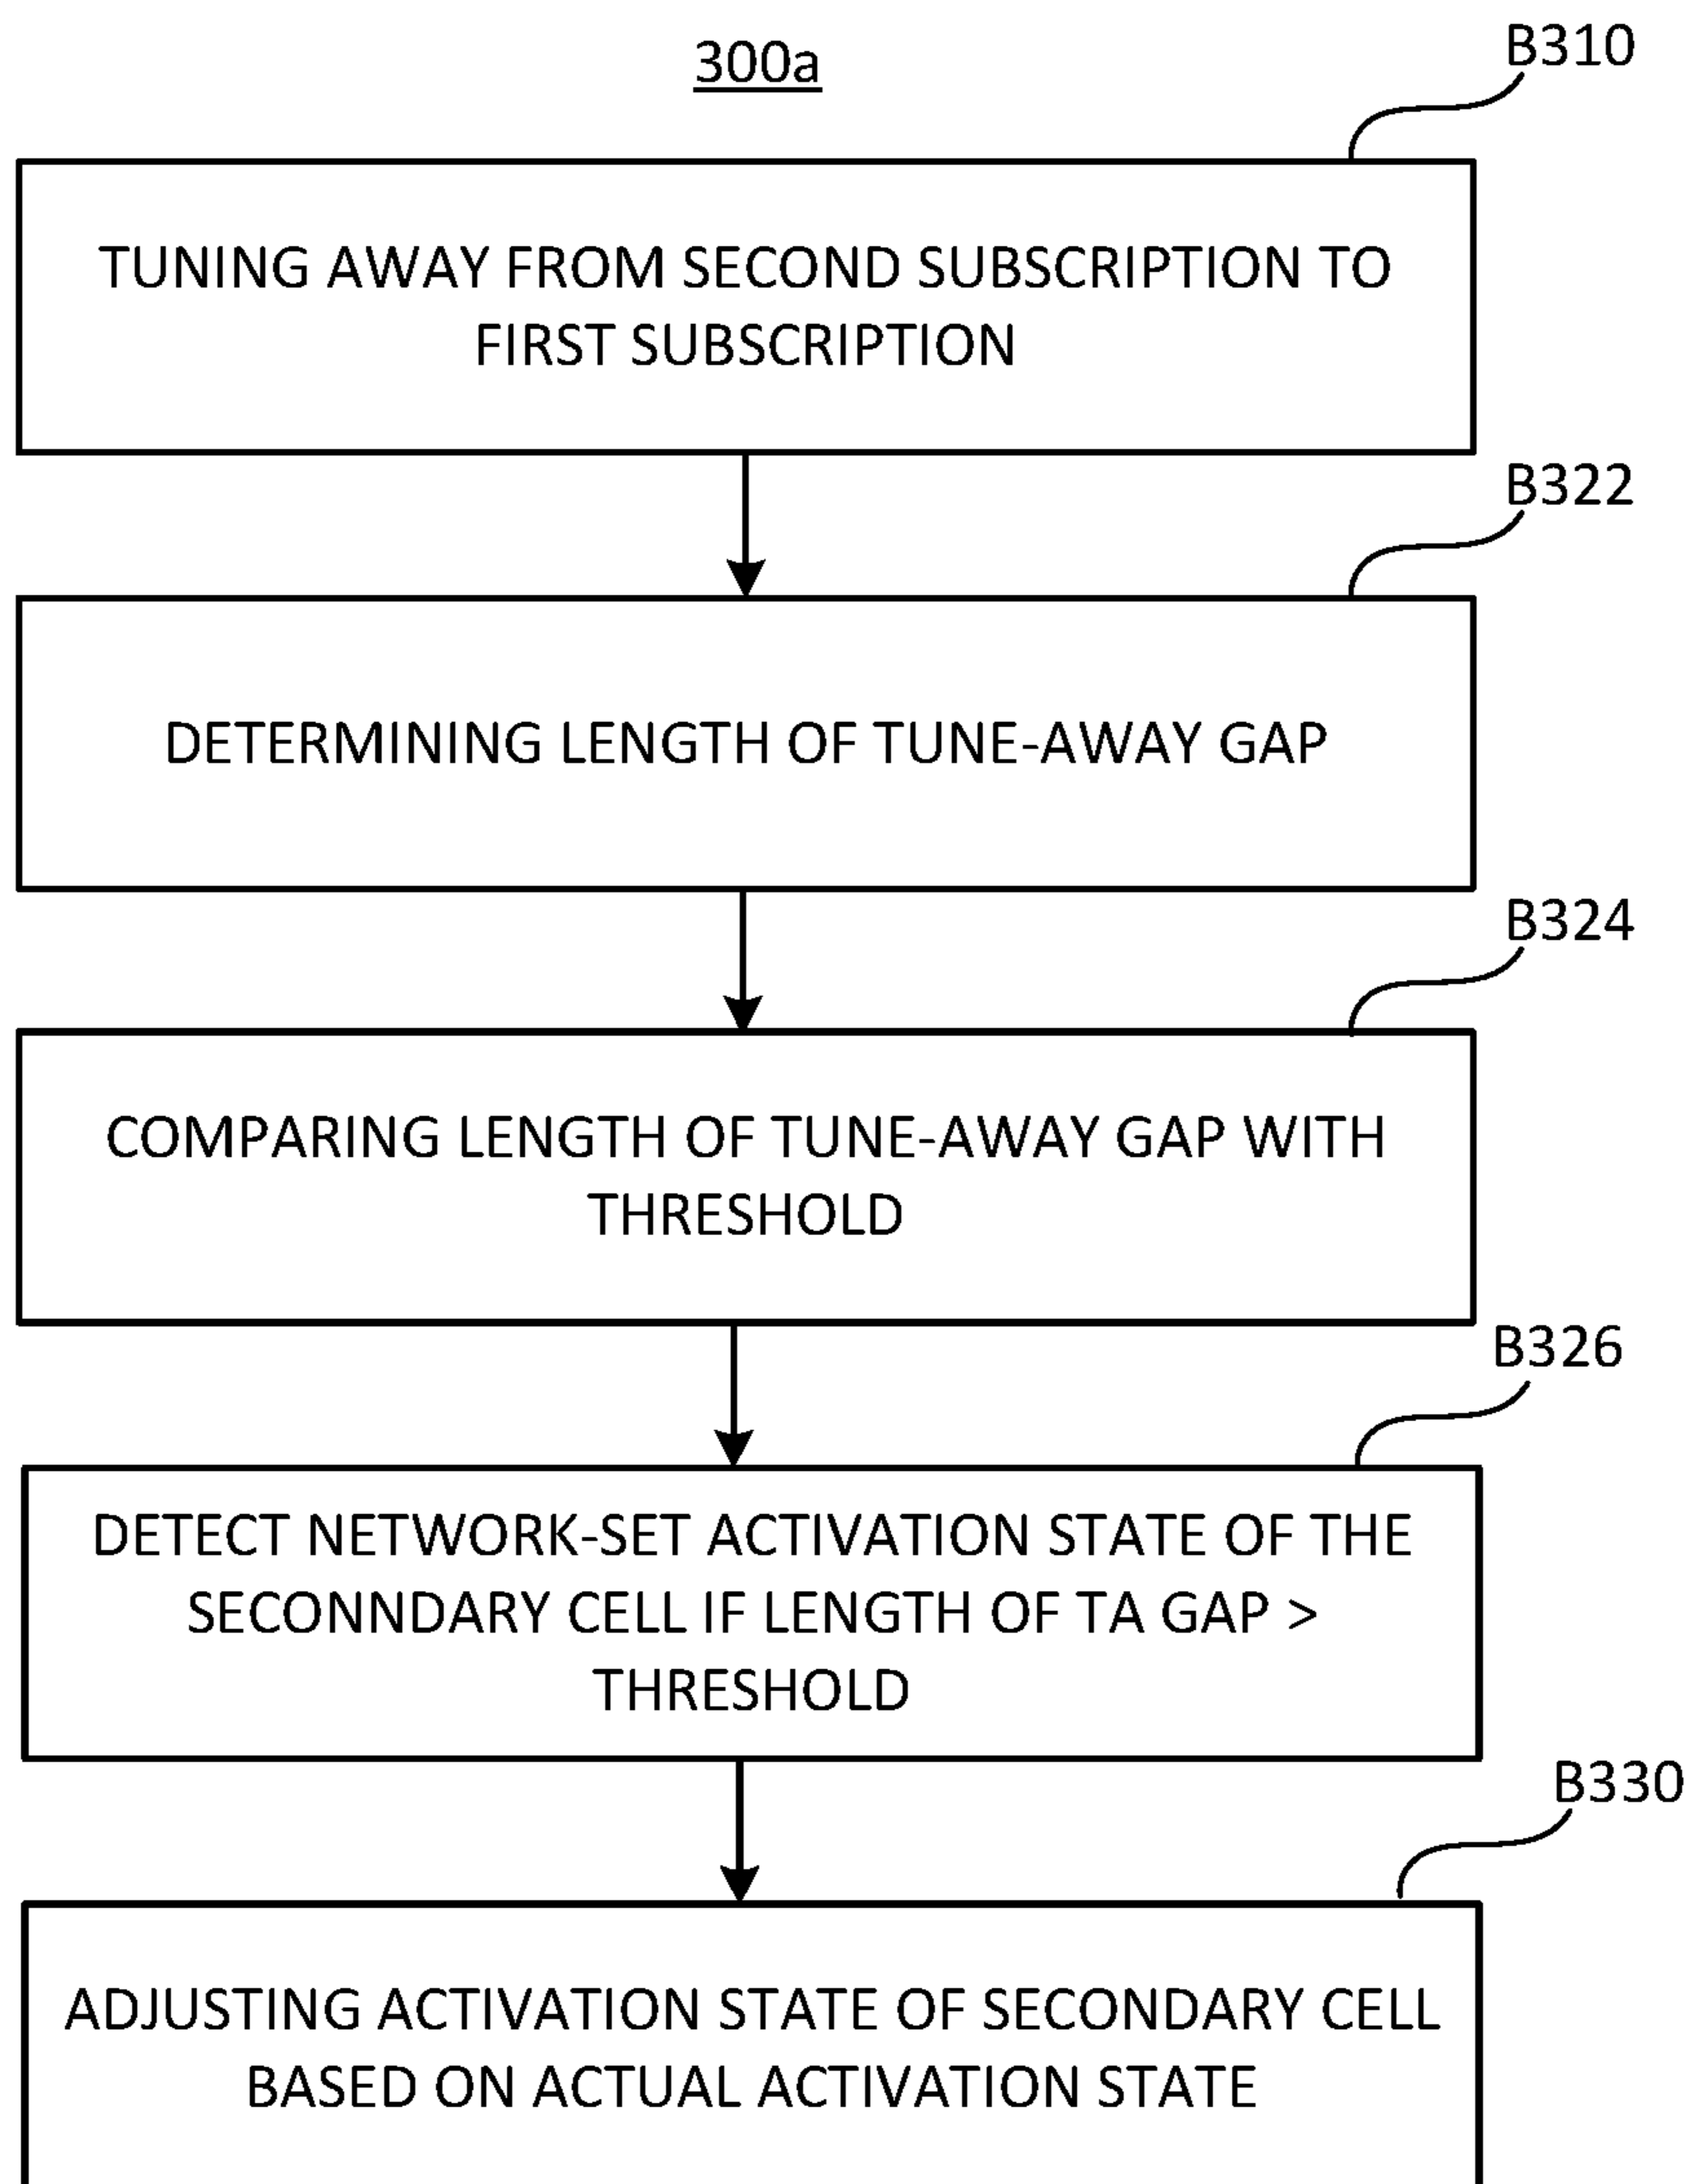 300a
B310
TUNING AWAY FROM SECOND SUBSCRIPTION TO
FIRST SUBSCRIPTION
B322
DETERMINING LENGTH OF TUNE-AWAY GAP
B324
COMPARING LENGTH OF TUNE-AWAY GAP WITH
THRESHOLD
B326
DETECT NETWORK-SET ACTIVATION STATE OF THE
SECONNDARY CELL IF LENGTH OF TA GAP >
THRESHOLD
B330
ADJUSTING ACTIVATION STATE OF SECONDARY CELL
BASED ON ACTUAL ACTIVATION STATE